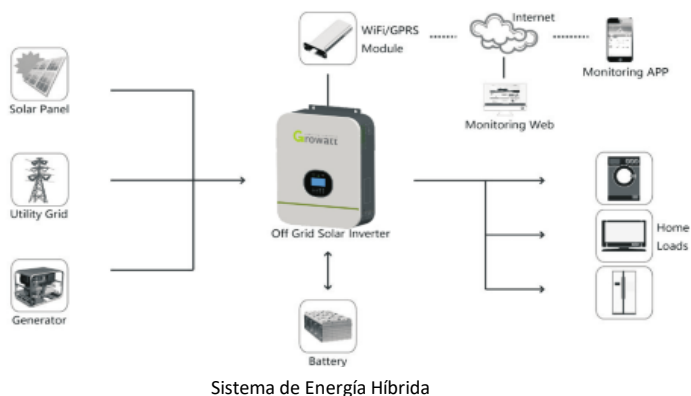 WiFi/GPRS
Module
Internet
Monitoring APP
Monitoring Web
Solar Panel
Growatt
Utility Grid
Off Grid Solar Inverter
Home
Loads
Generator
Battery
Sistema de Energía Híbrida